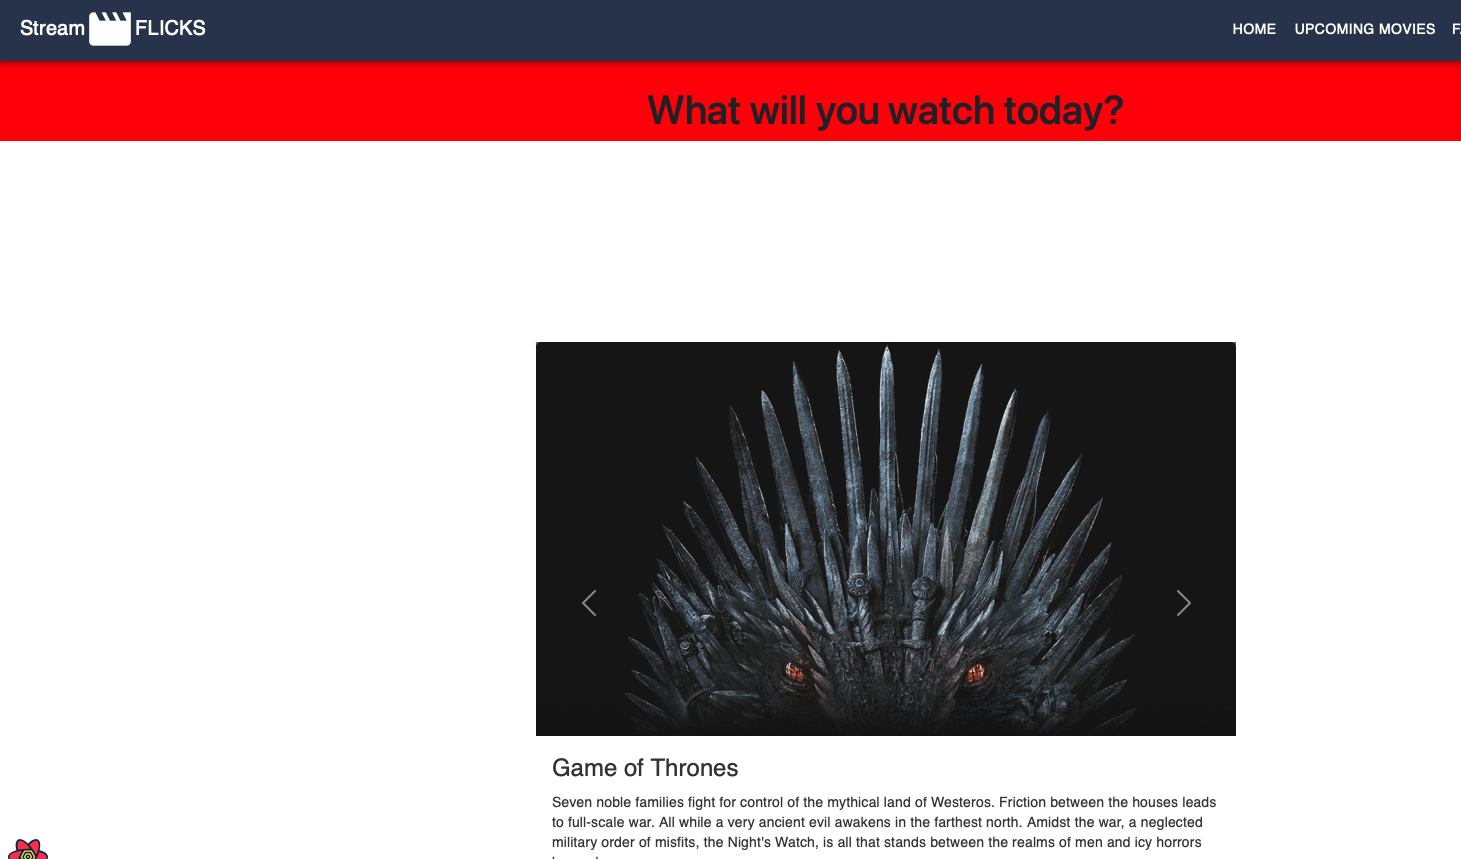 Stream FLICKS
HOME UPCOMING MOVIES
What will you watch today?
Game of Thrones
Seven noble families fight for control of the mythical land of Westeros. Friction between the houses leads
to full-scale war. All while a very ancient evil awakens in the farthest north. Amidst the war, a neglected
military order of misfits, the Night's Watch, is all that stands between the realms of men and icy horrors